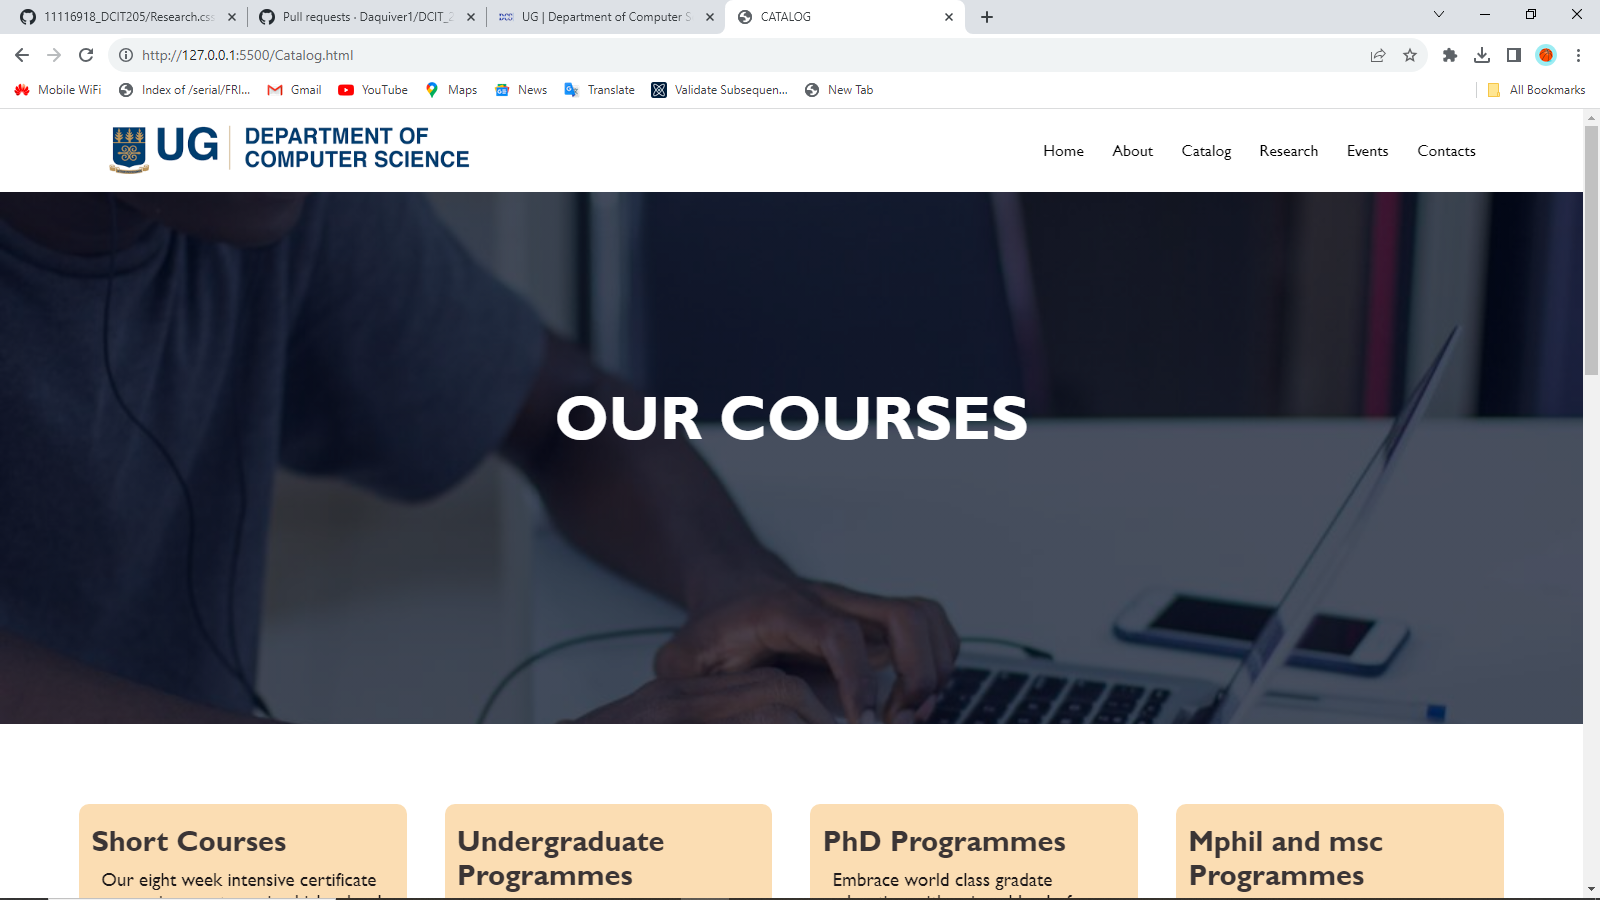 11116918_DCIT205/Research.css
Pull requests · Daquiver1/DCIT_2
UG | Department of Computer S
CATALOG
http://127.0.0.1:5500/Catalog.html
Mobile WiFi
Index of /serial/FRI...
Gmail
YouTube
Maps
News
Translate
Validate Subsequen...
New Tab
All Bookmarks
UG
DEPARTMENT OF
COMPUTER SCIENCE
Home
About
Catalog
Research
Events
Contacts
OUR COURSES
Short Courses
Our eight week intensive certificate
Undergraduate
Programmes
PhD Programmes
Embrace world class gradate
Mphil and msc
Programmes